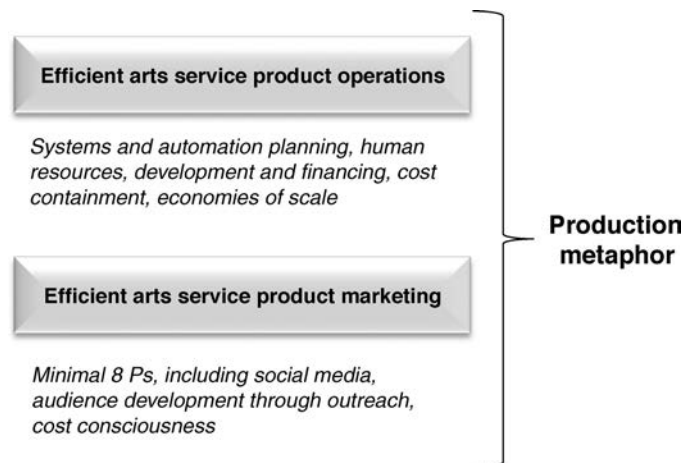 Efficient arts service product operations
Systems and automation planning, human
resources, development and financing, cost
containment, economies of scale
Production
metaphor
Efficient arts service product marketing
Minimal 8 Ps, including social media,
audience development through outreach,
cost consciousness